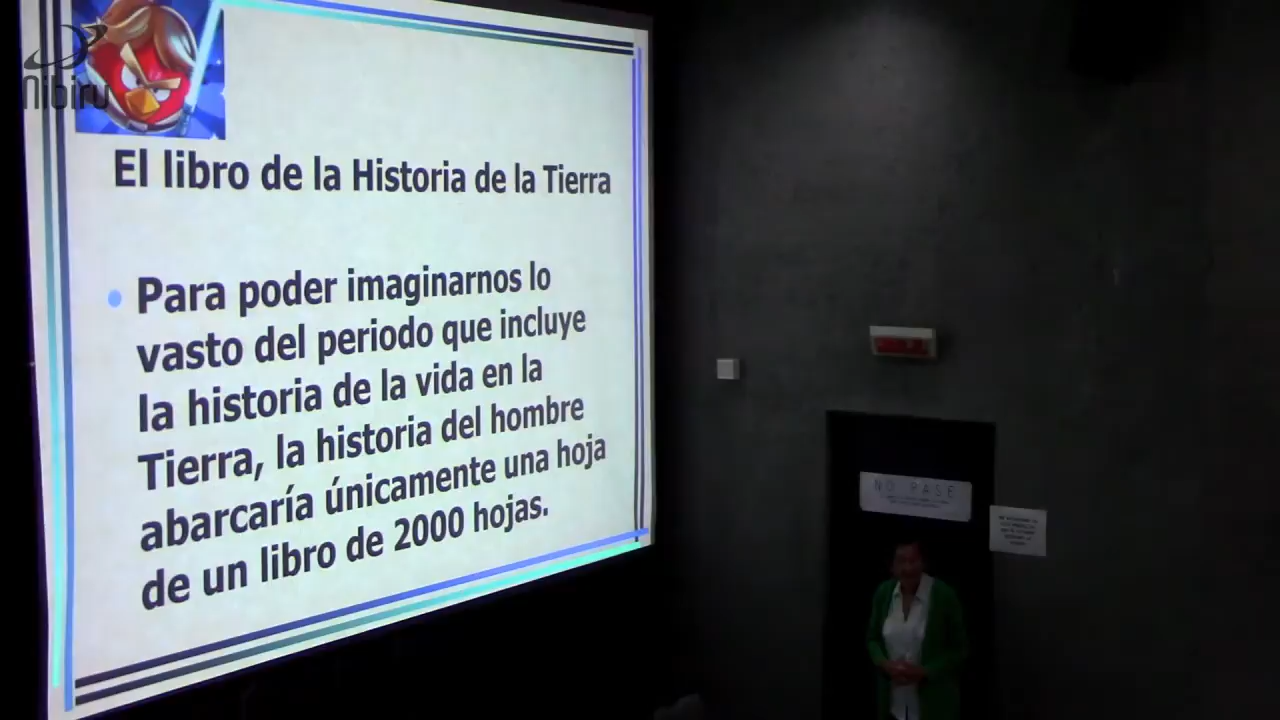 Nibiru
El libro de la Historia de la Tierra
Para poder imaginarnos lo
vasto del periodo que incluye
la historia de la vida en la
Tierra, la historia del hombre
abarcaría únicamente una hoja
de un libro de 2000 hojas.
NO PASE